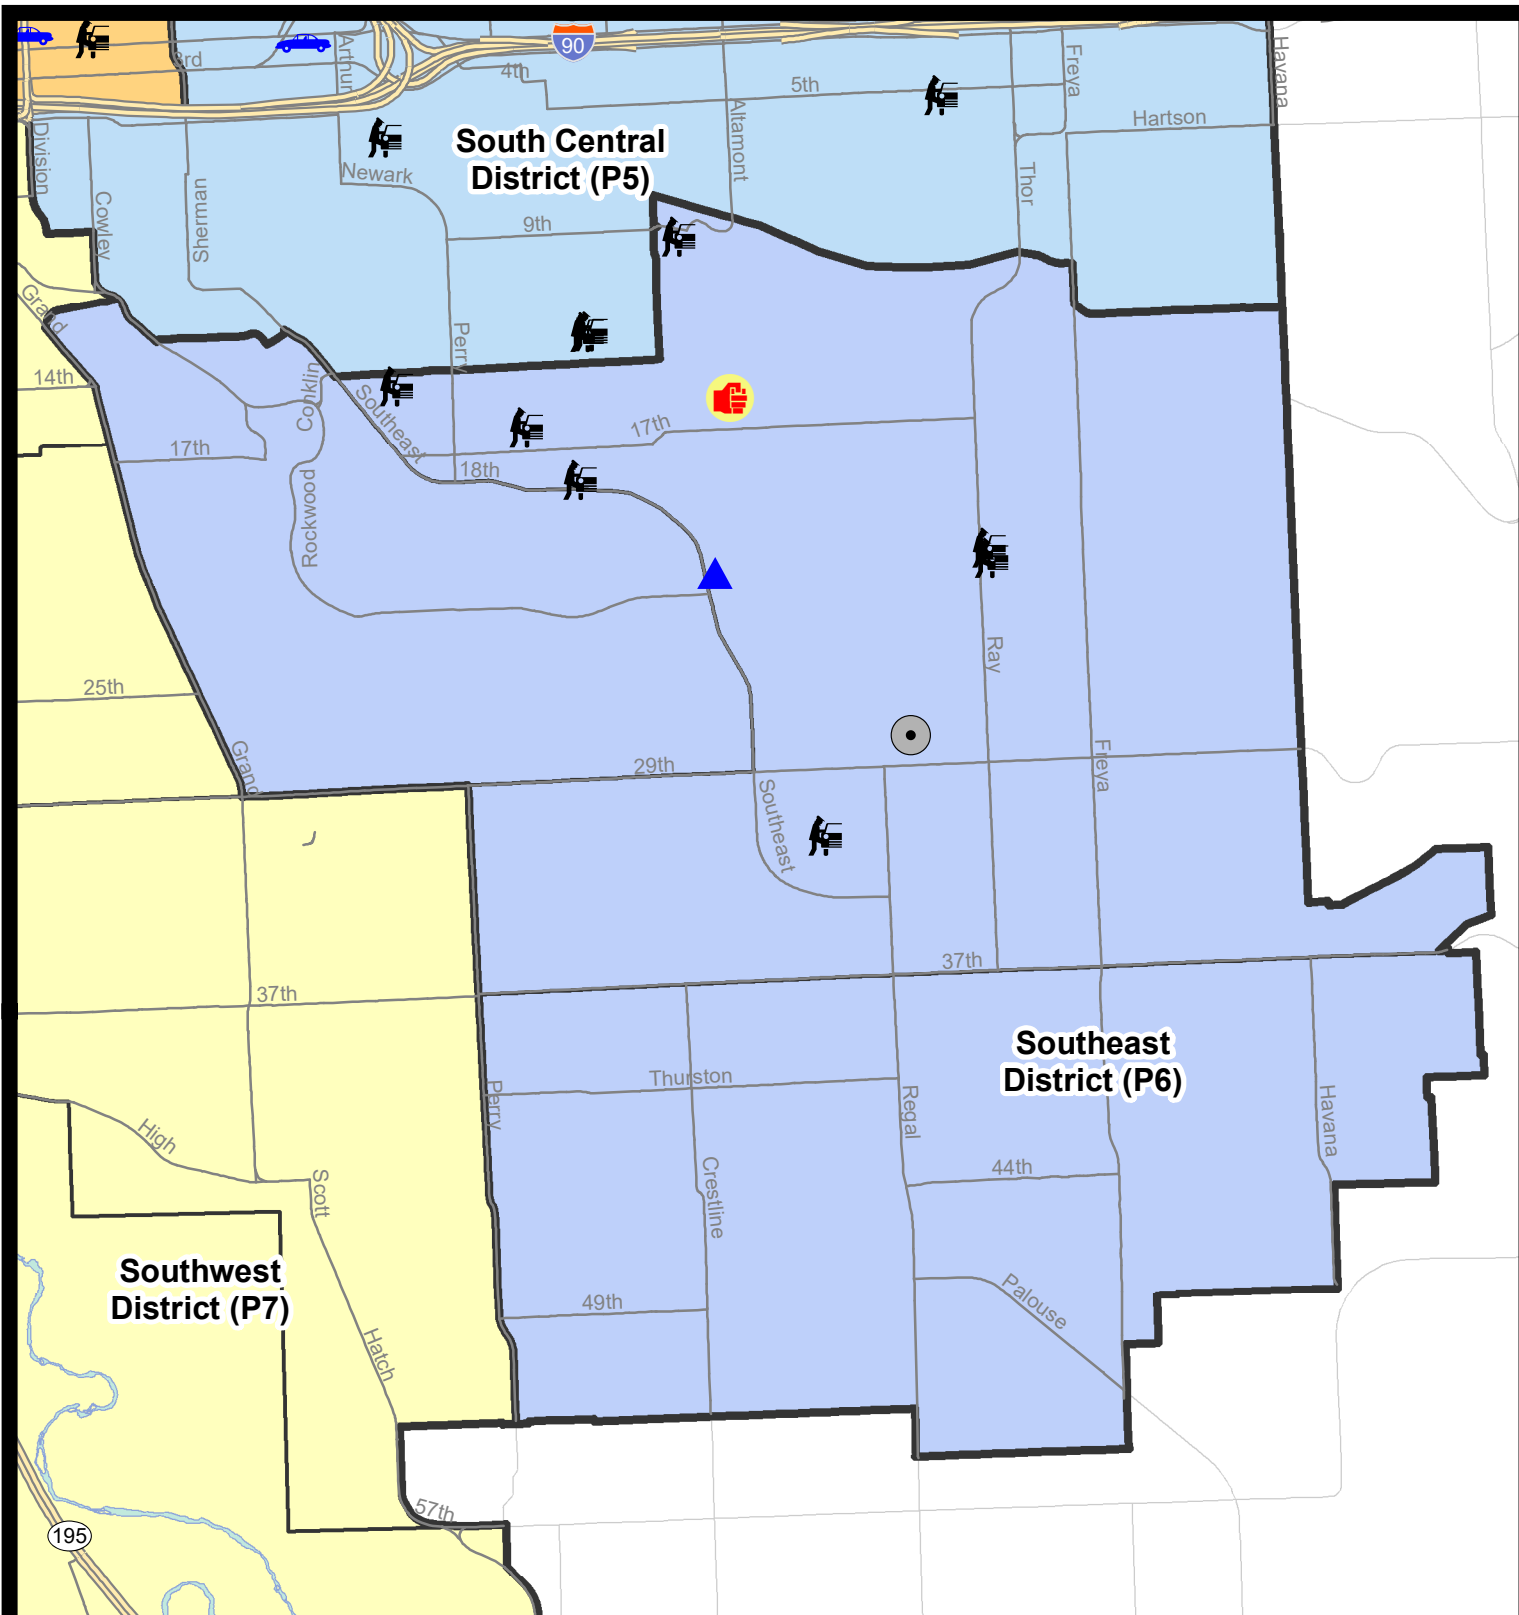 90
3rd
Arthur
4th
5th
Freya
Havana
Hartson
Division
South Central
District (P5)
Altamont
Newark
Thor
Cowley
Sherman
9th
Grand
Perry
14th
Conklin
Southeast
17th
17th
18th
Rockwood
Ray
25th
Grand
29th
Freya
Southeast
37th
37th
Southeast
District (P6)
Thurston
Perry
Regal
Havana
High
44th
Scott
Crestline
Southwest
District (P7)
49th
Palouse
Hatch
57th
195